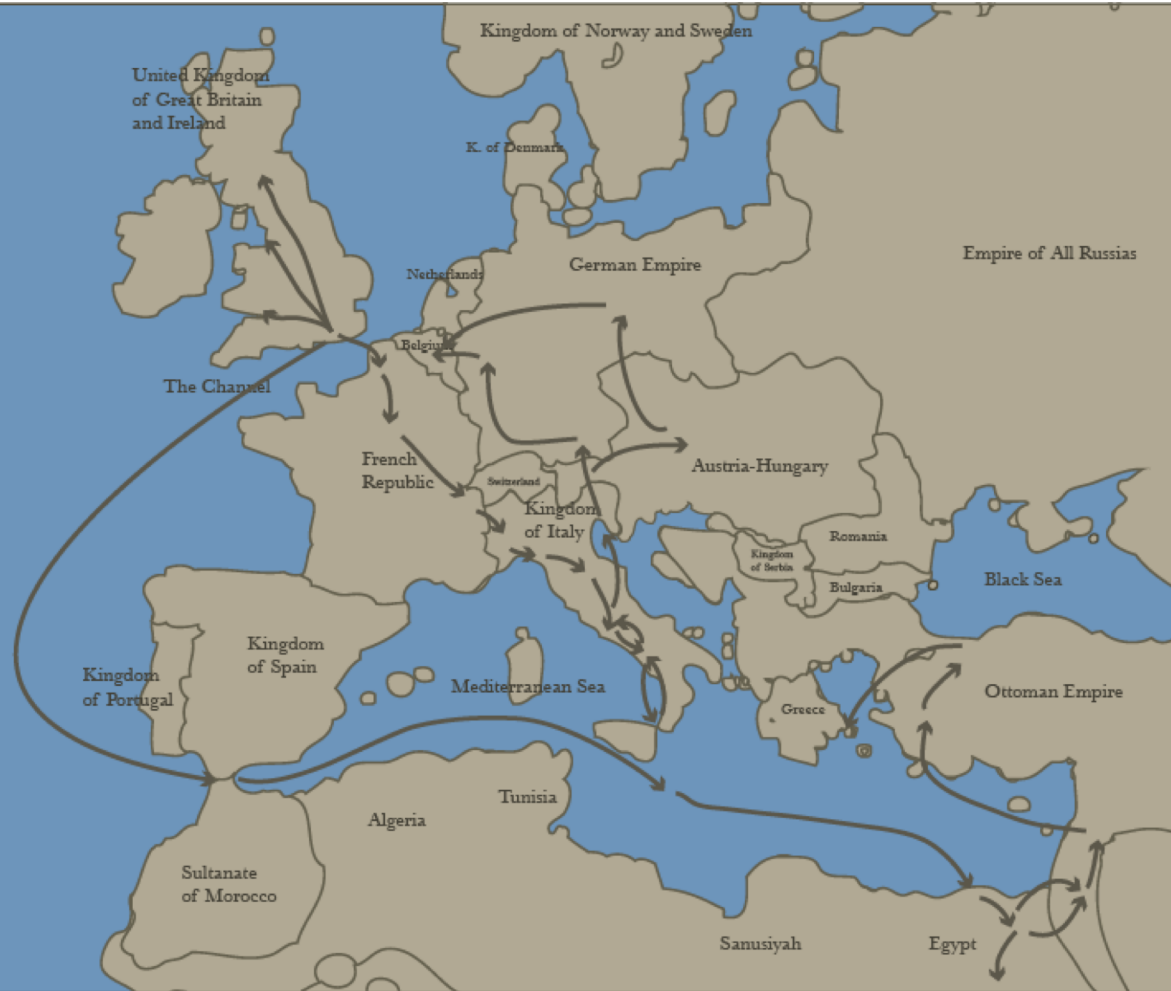 Kingdom of Norway and Sweden
United Kingdom
of Great Britain
and Ireland
K. of Denmark
Empire of All Russias
German Empire
Netherlands
Belgium
The Channel
French
Republic
Switzerland
Austria-Hungary
Kingdom
of Italy
Romania
Kingdom
of Serbia
Bulgaria
Black Sea
Kingdom
of Spain
Kingdom
of Portugal
Mediterranean Sea
Ottoman Empire
Greece
Tunisia
Algeria
Sultanate
of Morocco
Sanusiyah
Egypt